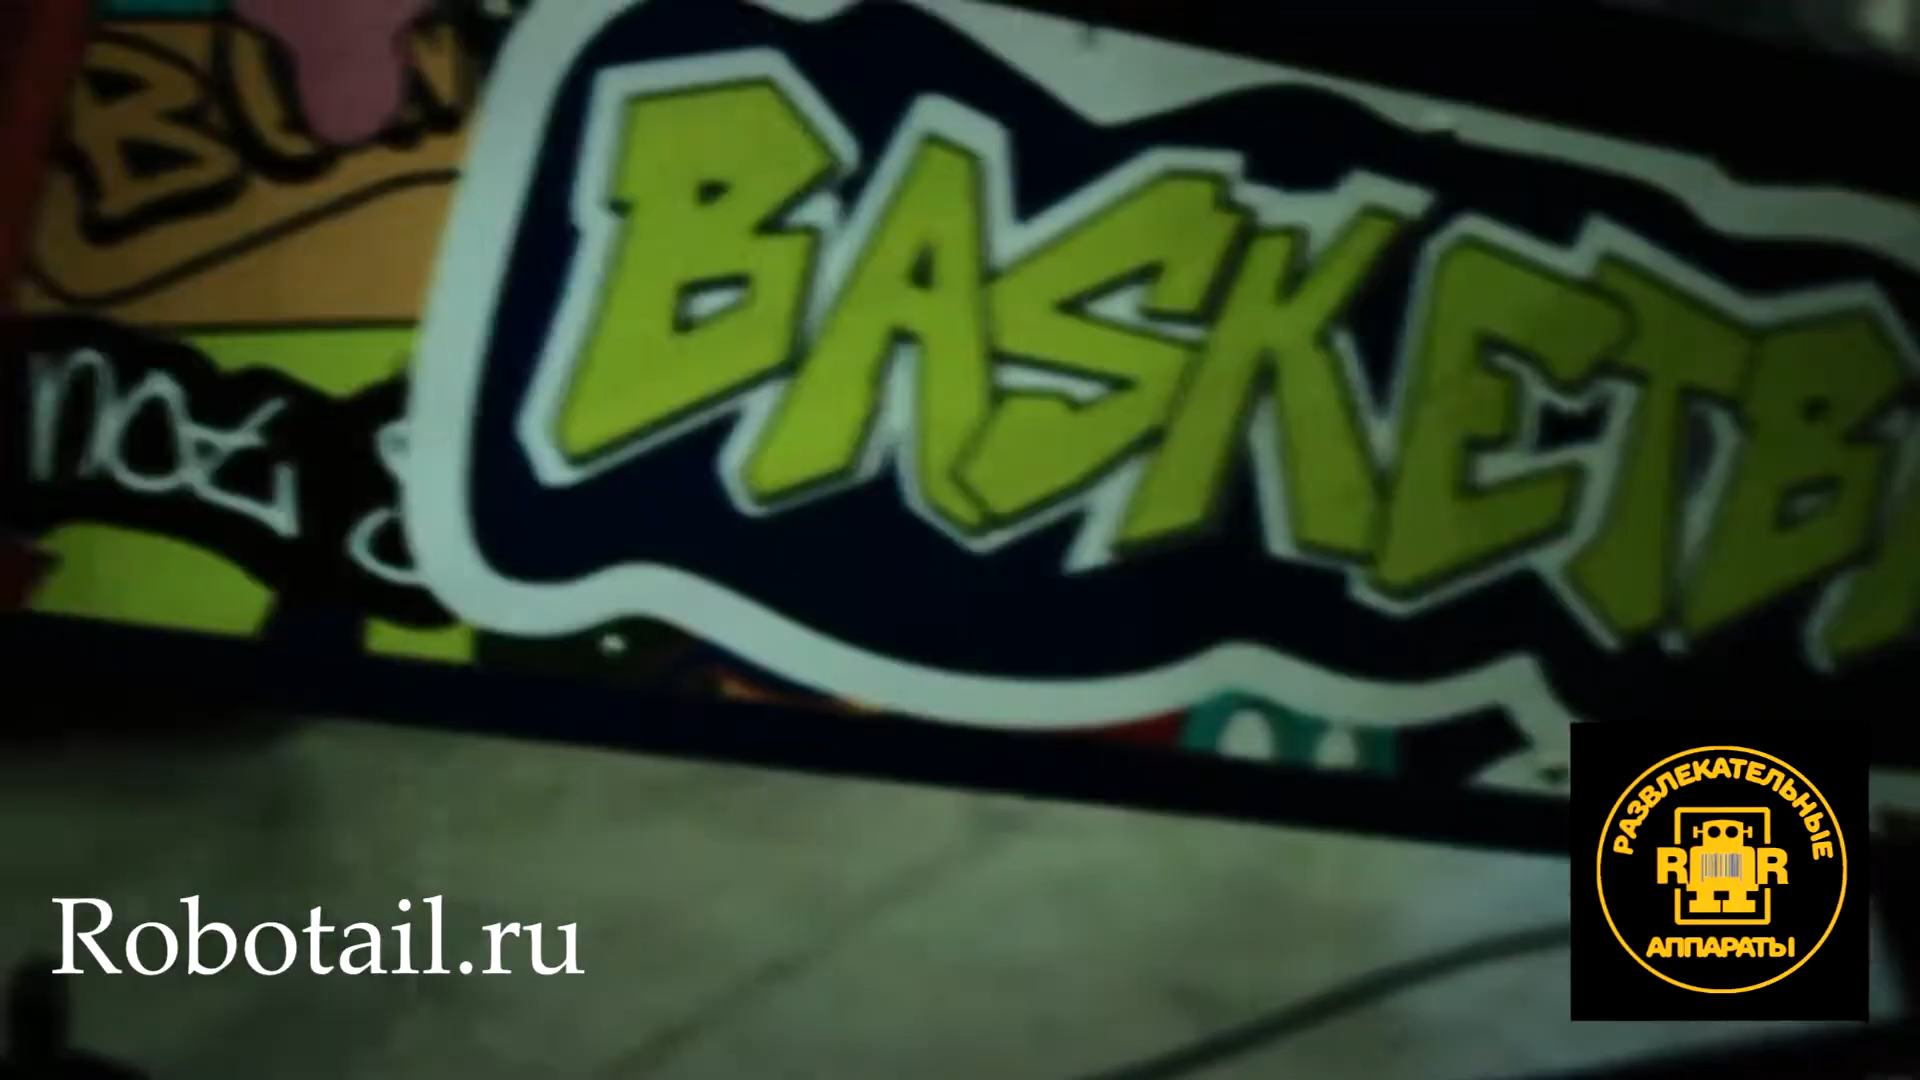 BASKETB
Robotail.ru
РАЗВЛЕКАТЕЛЬНЫЕ
R R
АППАРАТЫ